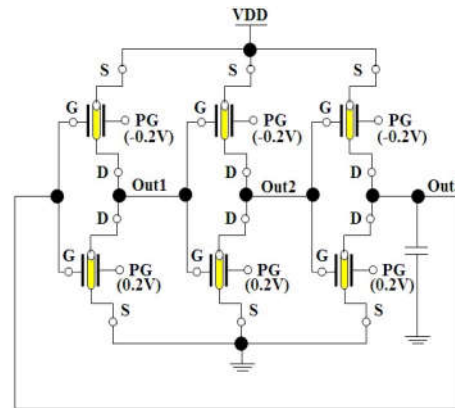 VDD
S S S
G PG G PG G PG
(-0.2V) (-0.2V) (-0.2V)
D D D
Out1 Out2 Out
D D D
G PG G PG G PG
(0.2V) (0.2V) (0.2V)
S S S